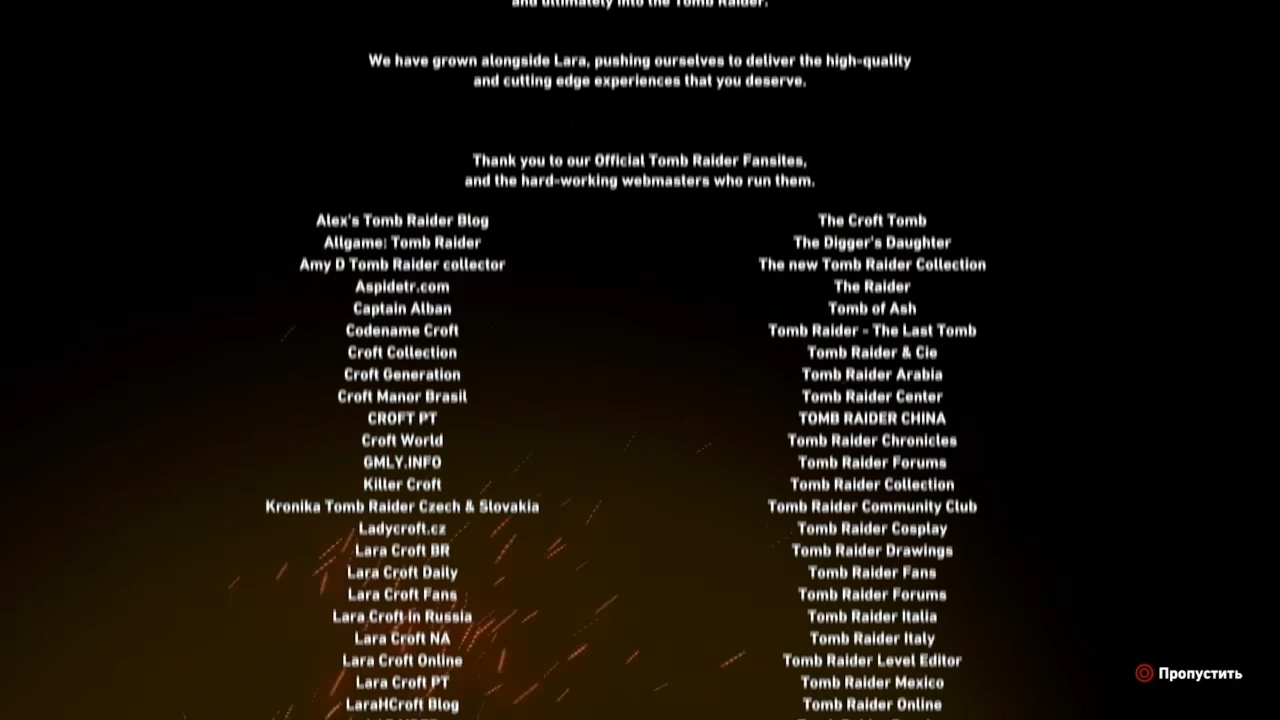 and ultimately into the Tomb Raider.
We have grown alongside Lara, pushing ourselves to deliver the high-quality
and cutting edge experiences that you deserve.
Thank you to our Official Tomb Raider Fansites,
and the hard-working webmasters who run them.
Alex's Tomb Raider Blog
Allgame: Tomb Raider
Amy D Tomb Raider collector
Aspidetr.com
Captain Alban
Codename Croft
Croft Collection
Croft Generation
Croft Manor Brasil
CROFT PT
Croft World
GMLY.INFO
Killer Croft
Kronika Tomb Raider Czech & Slovakia
Ladycroft.cz
Lara Croft BR
Lara Croft Daily
Lara Croft Fans
Lara Croft in Russia
Lara Croft NA
Lara Croft Online
Lara Croft PT
LaraHCroft Blog
The Croft Tomb
The Digger's Daughter
The new Tomb Raider Collection
The Raider
Tomb of Ash
Tomb Raider - The Last Tomb
Tomb Raider & Cie
Tomb Raider Arabia
Tomb Raider Center
TOMB RAIDER CHINA
Tomb Raider Chronicles
Tomb Raider Forums
Tomb Raider Collection
Tomb Raider Community Club
Tomb Raider Cosplay
Tomb Raider Drawings
Tomb Raider Fans
Tomb Raider Forums
Tomb Raider Italia
Tomb Raider Italy
Tomb Raider Level Editor
Tomb Raider Mexico
Tomb Raider Online
Пропустить